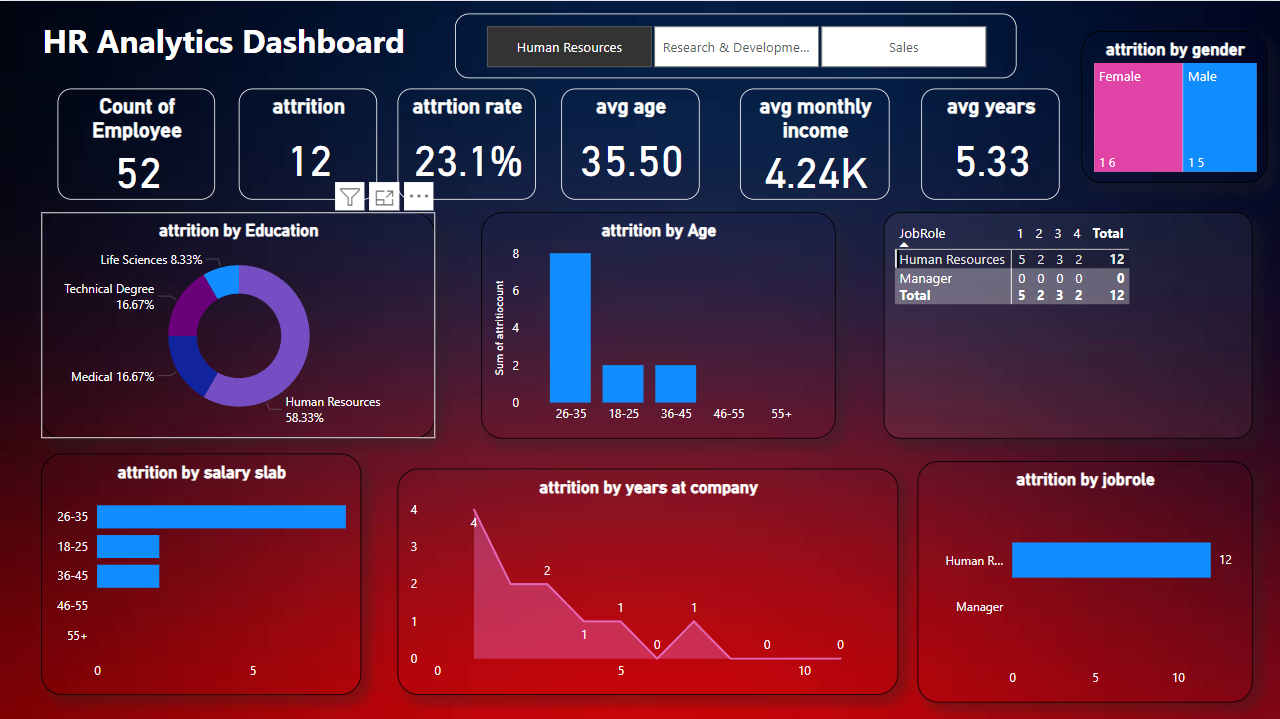 HR Analytics Dashboard
Human Resources
Research & Developme...
Sales
attrition by gender
Female
Male
1 6
1 5
Count of
Employee
52
attrition
12
attrtion rate
23.1%
avg age
35.50
avg monthly
income
4.24K
avg years
5.33
attrition by Education
Life Sciences 8.33%
Technical Degree
16.67%
Medical 16.67%
Human Resources
58.33%
attrition by Age
Sum of attritiocount
8
6
4
2
0
26-35 18-25 36-45 46-55 55+
JobRole 1 2 3 4 Total
Human Resources 5 2 3 2 12
Manager 0 0 0 0 0
Total 5 2 3 2 12
attrition by salary slab
26-35
18-25
36-45
46-55
55+
0 5
attrition by years at company
4
3
2
1
0
4
2
1
1
0
1
0
0
0 5 10
attrition by jobrole
Human R... 12
Manager
0 5 10